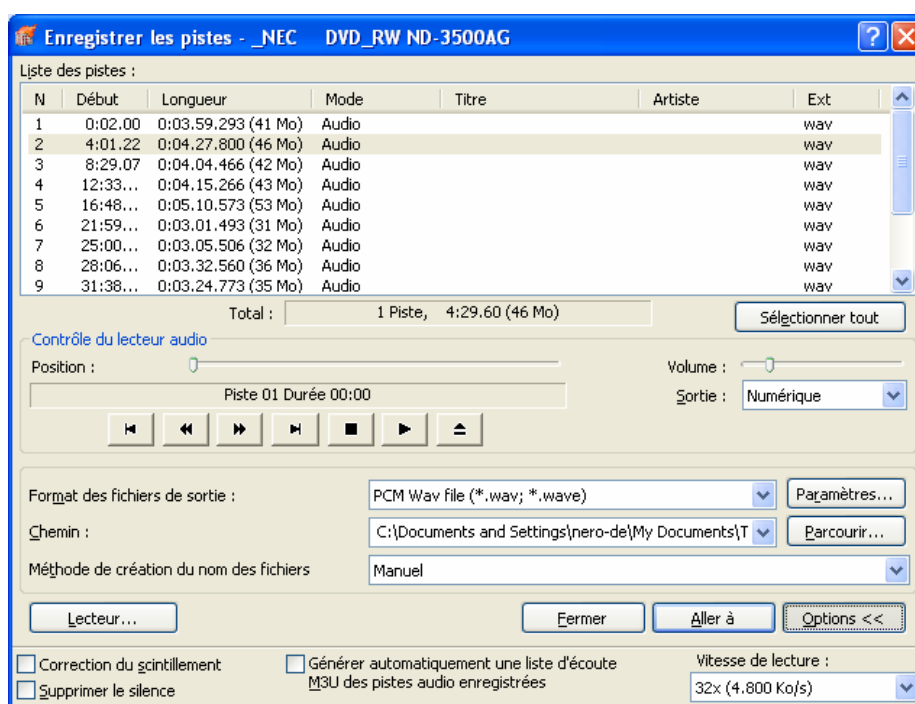 Enregistrer les pistes - _NEC DVD_RW ND-3500AG
Liste des pistes :
N Début Longueur Mode Titre Artiste Ext
1 0:02.00 0:03.59.293 (41 Mo) Audio wav
2 4:01.22 0:04.27.800 (46 Mo) Audio wav
3 8:29.07 0:04.04.466 (42 Mo) Audio wav
4 12:33... 0:04.15.266 (43 Mo) Audio wav
5 16:48... 0:05.10.573 (53 Mo) Audio wav
6 21:59... 0:03.01.493 (31 Mo) Audio wav
7 25:00... 0:03.05.506 (32 Mo) Audio wav
8 28:06... 0:03.32.560 (36 Mo) Audio wav
9 31:38... 0:03.24.773 (35 Mo) Audio wav
Total : 1 Piste, 4:29.60 (46 Mo) Sélectionner tout
Contrôle du lecteur audio
Position : Volume :
Piste 01 Durée 00:00 Sortie : Numérique
Format des fichiers de sortie : PCM Wav file (*.wav; *.wave) Paramètres...
Chemin : C:\Documents and Settings\nero-de\My Documents\T Parcourir...
Méthode de création du nom des fichiers Manuel
Lecteur... Fermer Aller à Options <<
Correction du scintillement Générer automatiquement une liste d'écoute Vitesse de lecture :
Supprimer le silence M3U des pistes audio enregistrées 32x (4.800 Ko/s)